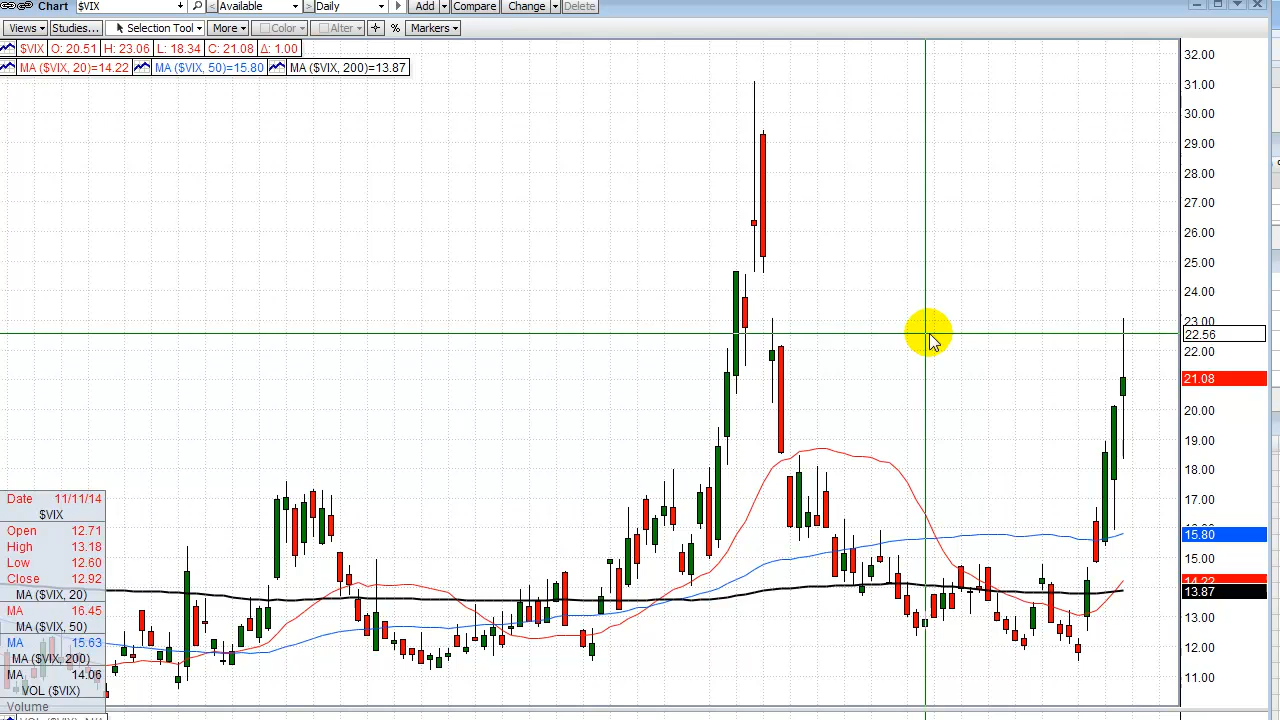 Chart $VIX Available Daily Add Compare Change Delete
Views Studies... Selection Tool More Color Alter % Markers
$VIX O: 20.51 H: 23.06 L: 18.34 C: 21.08 Δ: 1.00
MA ($VIX, 20)=14.22 MA ($VIX, 50)=15.80 MA ($VIX, 200)=13.87
32.00
31.00
30.00
29.00
28.00
27.00
26.00
25.00
24.00
23.00
22.56
22.00
21.08
20.00
19.00
18.00
17.00
15.80
15.00
14.22
13.87
13.00
12.00
11.00
Date 11/11/14
$VIX
Open 12.71
High 13.18
Low 12.60
Close 12.92
MA ($VIX, 20)
MA 16.45
MA ($VIX, 50)
MA 15.63
MA ($VIX, 200)
MA 14.06
VOL ($VIX)
Volume